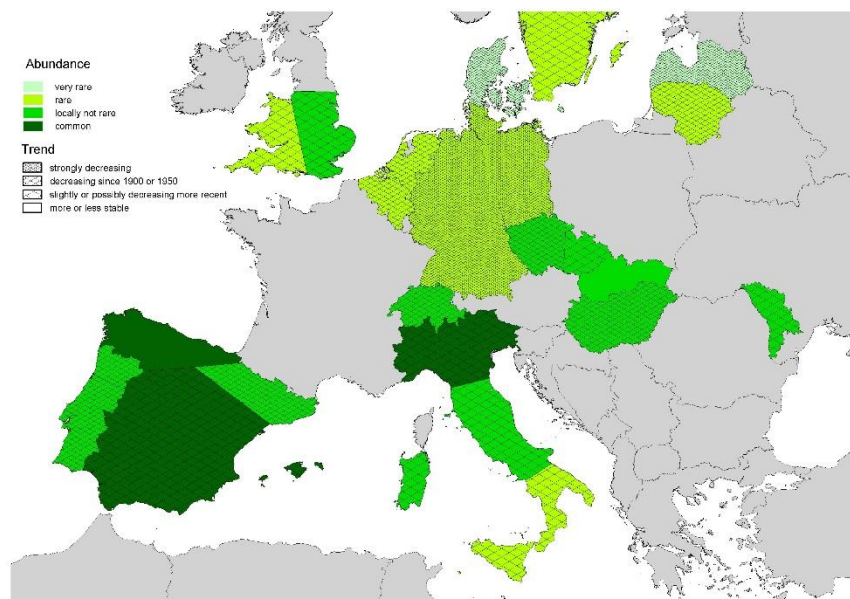 Abundance
very rare
rare
locally not rare
common
Trend
strongly decreasing
decreasing since 1900 or 1950
slightly or possibly decreasing more recent
more or less stable